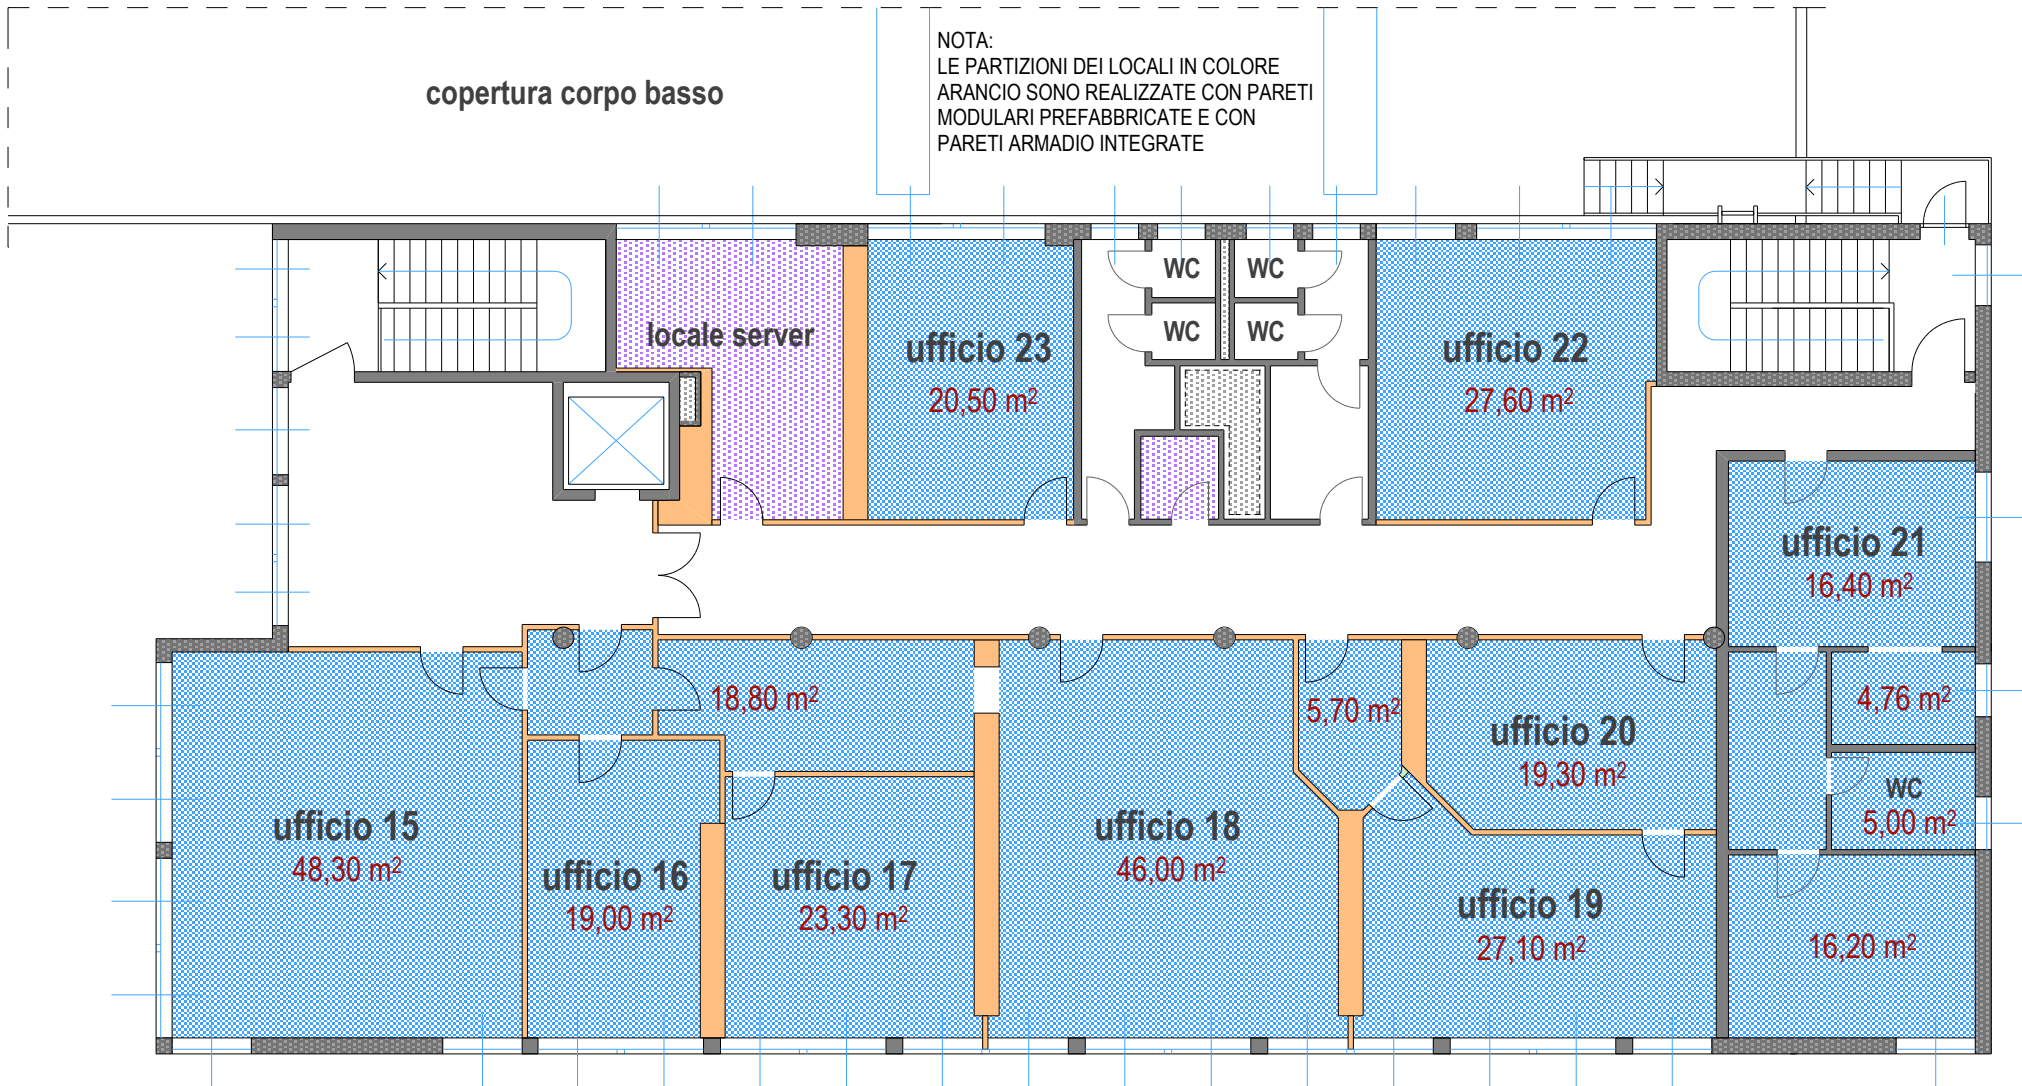 NOTA:
LE PARTIZIONI DEI LOCALI IN COLORE
ARANCIO SONO REALIZZATE CON PARETI
MODULARI PREFABBRICATE E CON
PARETI ARMADIO INTEGRATE
copertura corpo basso
WC
WC
WC
WC
locale server
ufficio 23
20,50 m²
ufficio 22
27,60 m²
ufficio 21
16,40 m²
18,80 m²
5,70 m²
4,76 m²
ufficio 20
19,30 m²
WC
5,00 m²
ufficio 15
48,30 m²
ufficio 16
19,00 m²
ufficio 17
23,30 m²
ufficio 18
46,00 m²
ufficio 19
27,10 m²
16,20 m²